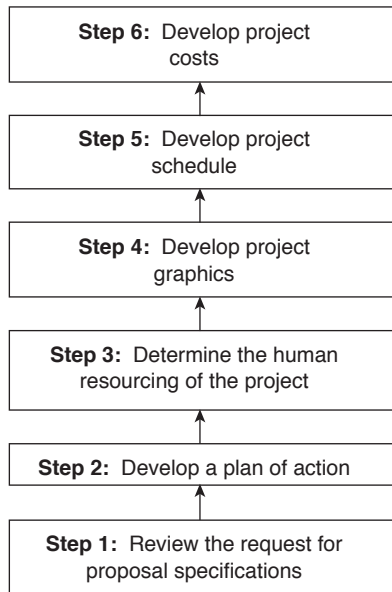 Step 6: Develop project
costs
Step 5: Develop project
schedule
Step 4: Develop project
graphics
Step 3: Determine the human
resourcing of the project
Step 2: Develop a plan of action
Step 1: Review the request for
proposal specifications